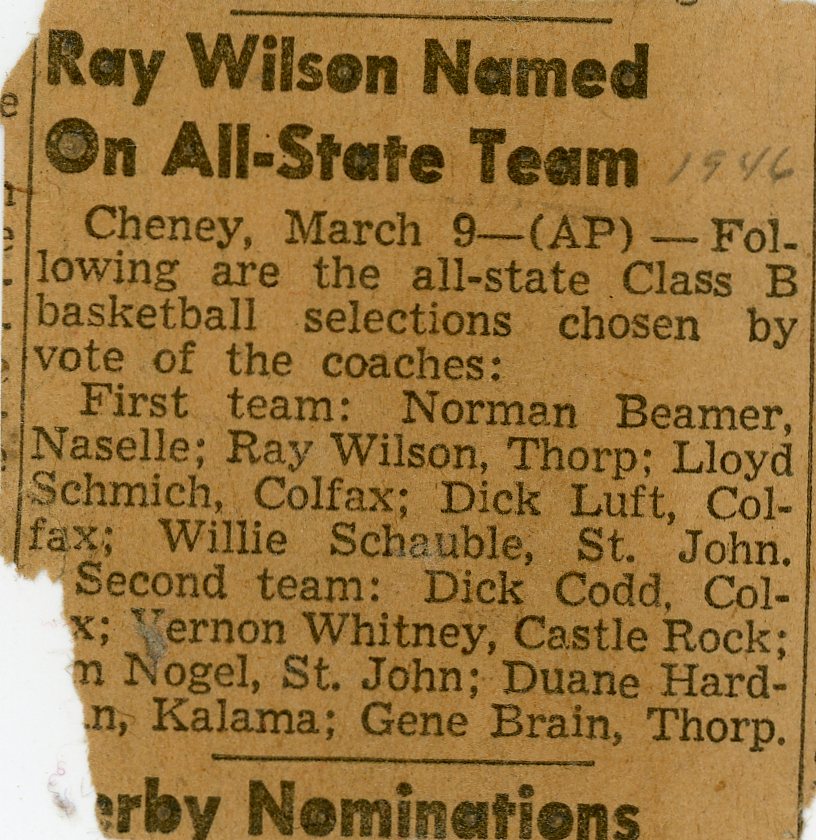 Ray Wilson Named
On All-State Team 1946
Cheney, March 9—(AP) — Fol-
lowing are the all-state Class B
basketball selections chosen by
vote of the coaches:
First team: Norman Beamer,
Naselle; Ray Wilson, Thorp; Lloyd
Schmich, Colfax; Dick Luft, Col-
fax; Willie Schauble, St. John.
Second team: Dick Codd, Col-
x; Vernon Whitney, Castle Rock;
m Nogel, St. John; Duane Hard-
n, Kalama; Gene Brain, Thorp.
erby Nominations